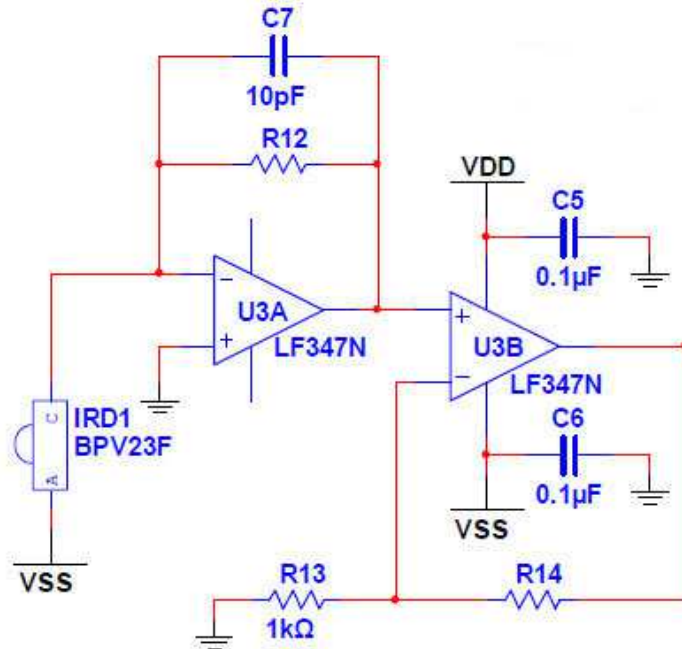 C7
10pF
R12
VDD
C5
0.1µF
−
U3A
+
LF347N
+
U3B
−
LF347N
C
IRD1
BPV23F
A
VSS
C6
0.1µF
VSS
R13
1kΩ
R14